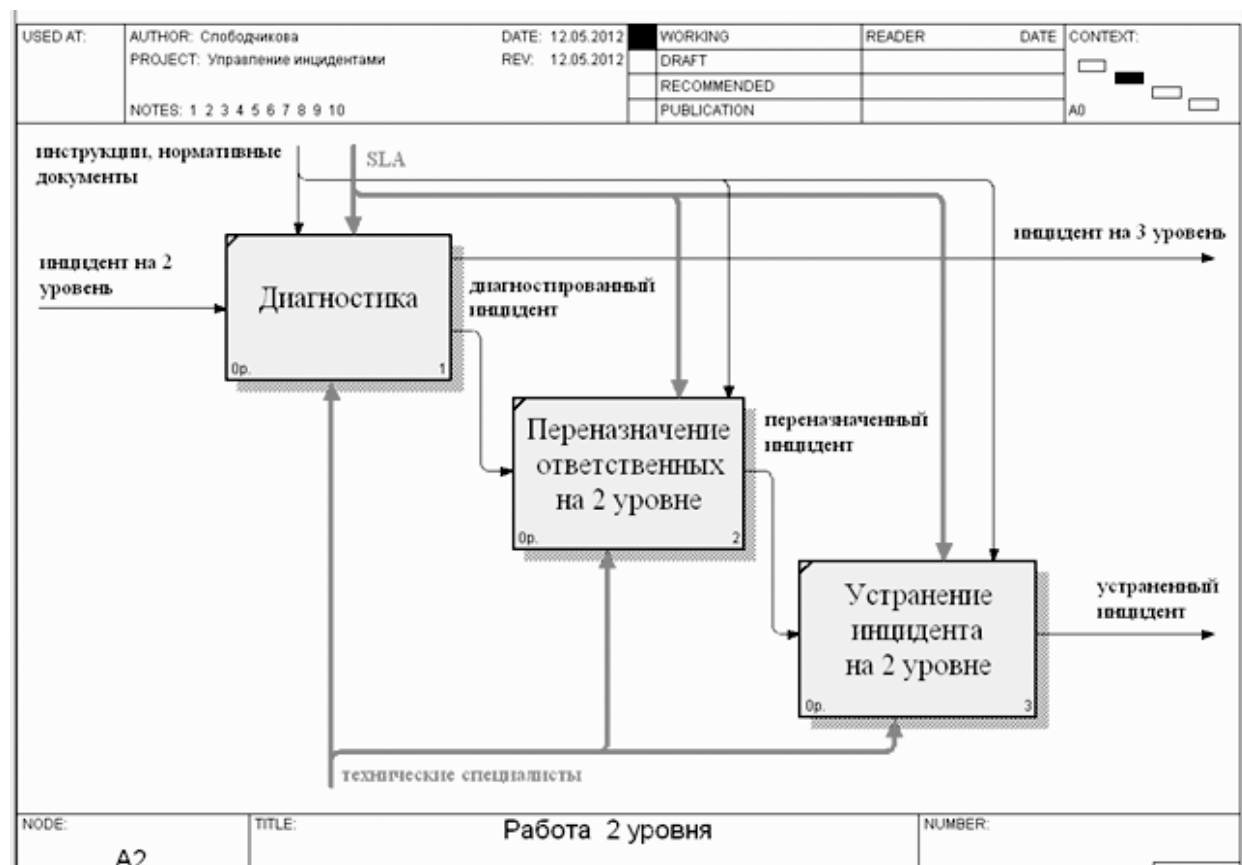 USED AT:
AUTHOR: Слободчикова
DATE: 12.05.2012
WORKING
READER
DATE
CONTEXT:
PROJECT: Управление инцидентами
REV: 12.05.2012
DRAFT
RECOMMENDED
NOTES: 1 2 3 4 5 6 7 8 9 10
PUBLICATION
A0
инструкции, нормативные
документы
SLA
инцидент на 3 уровень
инцидент на 2
уровень
Диагностика
0р.
1
диагностированный
инцидент
Переназначение
ответственных
на 2 уровне
0р.
2
переназначенный
инцидент
Устранение
инцидента
на 2 уровне
0р.
3
устраненный
инцидент
технические специалисты
NODE:
TITLE:
Работа 2 уровня
NUMBER:
A2